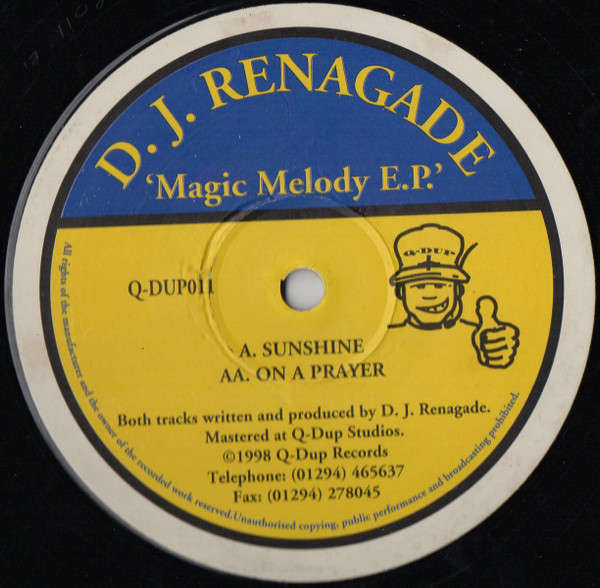 D. J. RENAGADE
‘Magic Melody E.P.’
Q-DUP011
Q-DUP
A. SUNSHINE
AA. ON A PRAYER
Both tracks written and produced by D. J. Renagade.
Mastered at Q-Dup Studios.
©1998 Q-Dup Records
Telephone: (01294) 465637
Fax: (01294) 278045
All rights of the manufacturer and the owner of the recorded work reserved. Unauthorised copying, public performance and broadcasting prohibited.